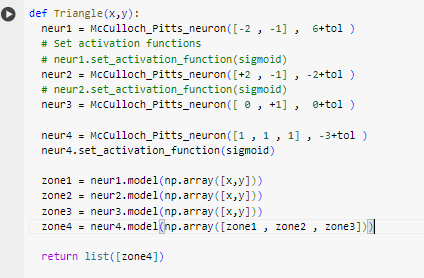 def Triangle(x,y):
neur1 = McCulloch_Pitts_neuron([-2 , -1] , 6+tol )
# Set activation functions
# neur1.set_activation_function(sigmoid)
neur2 = McCulloch_Pitts_neuron([+2 , -1] , -2+tol )
# neur2.set_activation_function(sigmoid)
neur3 = McCulloch_Pitts_neuron([ 0 , +1] , 0+tol )
neur4 = McCulloch_Pitts_neuron([1 , 1 , 1] , -3+tol )
neur4.set_activation_function(sigmoid)
zone1 = neur1.model(np.array([x,y]))
zone2 = neur2.model(np.array([x,y]))
zone3 = neur3.model(np.array([x,y]))
zone4 = neur4.model(np.array([zone1 , zone2 , zone3]))
return list([zone4])